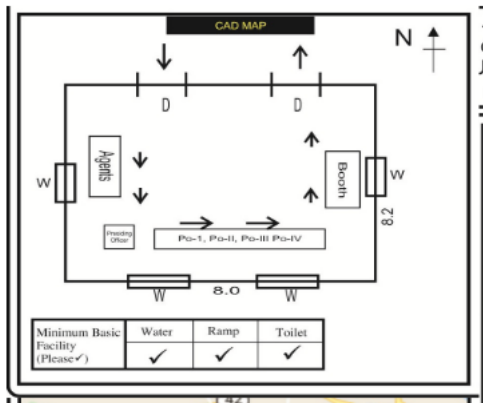 CAD MAP
N
D
D
Agents
W
Booth
W
8.2
Presiding
Officer
Po-1, Po-II, Po-III Po-IV
W
8.0
W
Minimum Basic
Facility
(Please✓)
Water
Ramp
Toilet
✓
✓
✓